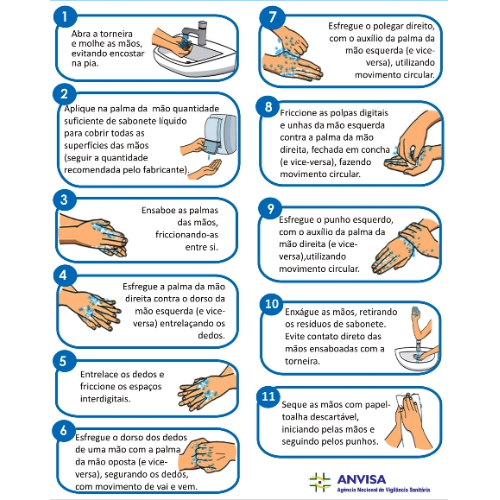 1
Abra a torneira
e molhe as mãos,
evitando encostar
na pia.
2
Aplique na palma da mão quantidade
suficiente de sabonete líquido
para cobrir todas as
superfícies das mãos
(seguir a quantidade
recomendada pelo fabricante).
3
Ensaboe as palmas
das mãos,
friccionando-as
entre si.
4
Esfregue a palma da mão
direita contra o dorso da
mão esquerda (e vice-
versa) entrelaçando os
dedos.
5
Entrelace os dedos e
friccione os espaços
interdigitais.
6
Esfregue o dorso dos dedos
de uma mão com a palma
da mão oposta (e vice-
versa), segurando os dedos,
com movimento de vai e vem.
7
Esfregue o polegar direito,
com o auxílio da palma da
mão esquerda (e vice-
versa), utilizando
movimento circular.
8
Friccione as polpas digitais
e unhas da mão esquerda
contra a palma da mão
direita, fechada em concha
(e vice-versa), fazendo
movimento circular.
9
Esfregue o punho esquerdo,
com o auxílio da palma da
mão direita (e vice-
versa),utilizando
movimento circular.
10
Enxágue as mãos, retirando
os resíduos de sabonete.
Evite contato direto das
mãos ensaboadas com a
torneira.
11
Seque as mãos com papel-
toalha descartável,
iniciando pelas mãos e
seguindo pelos punhos.
ANVISA
Agência Nacional de Vigilância Sanitária